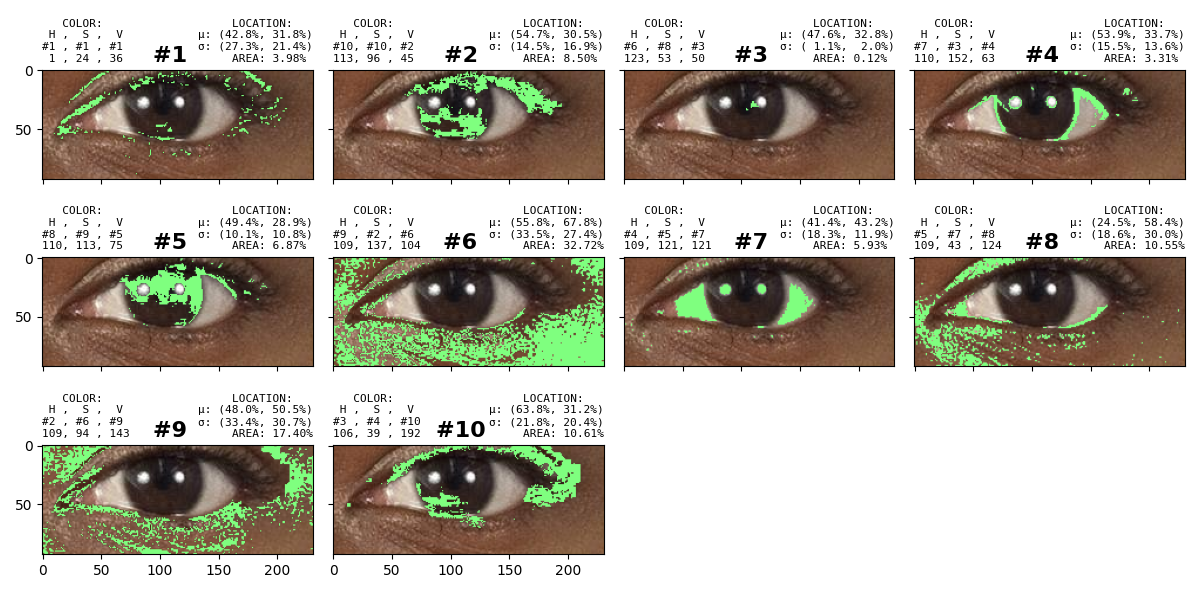 COLOR: LOCATION:
H , S , V μ: (42.8%, 31.8%)
#1 , #1 , #1 #1 σ: (27.3%, 21.4%)
1 , 24 , 36 AREA: 3.98%
COLOR: LOCATION:
H , S , V μ: (54.7%, 30.5%)
#10, #10, #2 #2 σ: (14.5%, 16.9%)
113, 96 , 45 AREA: 8.50%
COLOR: LOCATION:
H , S , V μ: (47.6%, 32.8%)
#6 , #8 , #3 #3 σ: ( 1.1%, 2.0%)
123, 53 , 50 AREA: 0.12%
COLOR: LOCATION:
H , S , V μ: (53.9%, 33.7%)
#7 , #3 , #4 #4 σ: (15.5%, 13.6%)
110, 152, 63 AREA: 3.31%
0
50
COLOR: LOCATION:
H , S , V μ: (49.4%, 28.9%)
#8 , #9 , #5 #5 σ: (10.1%, 10.8%)
110, 113, 75 AREA: 6.87%
COLOR: LOCATION:
H , S , V μ: (55.8%, 67.8%)
#9 , #2 , #6 #6 σ: (33.5%, 27.4%)
109, 137, 104 AREA: 32.72%
COLOR: LOCATION:
H , S , V μ: (41.4%, 43.2%)
#4 , #5 , #7 #7 σ: (18.3%, 11.9%)
109, 121, 121 AREA: 5.93%
COLOR: LOCATION:
H , S , V μ: (24.5%, 58.4%)
#5 , #7 , #8 #8 σ: (18.6%, 30.0%)
109, 43 , 124 AREA: 10.55%
0
50
COLOR: LOCATION:
H , S , V μ: (48.0%, 50.5%)
#2 , #6 , #9 #9 σ: (33.4%, 30.7%)
109, 94 , 143 AREA: 17.40%
COLOR: LOCATION:
H , S , V μ: (63.8%, 31.2%)
#3 , #4 , #10 #10 σ: (21.8%, 20.4%)
106, 39 , 192 AREA: 10.61%
0
50
0 50 100 150 200
0 50 100 150 200